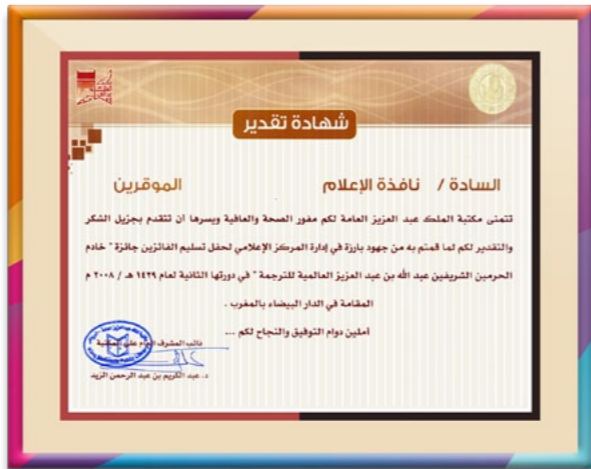 شهادة تقدير
السادة / نافذة الإعلام الموقرين
تتمنى مكتبة الملك عبد العزيز العامة لكم مفور الصحة والعافية ويسرها أن تتقدم بجزيل الشكر
والتقدير لكم لما قمتم به من جهود بارزة في إدارة المركز الإعلامي لحفل تسليم الفائزين جائزة " خادم
الحرمين الشريفين عبد الله بن عبد العزيز العالمية للترجمة " في دورتها الثانية لعام ١٤٢٩ هـ / ٢٠٠٨ م
المقامة في الدار البيضاء بالمغرب .
آملين دوام التوفيق والنجاح لكم ...
نائب المشرف العام على المكتبة
د. عبد الكريم بن عبد الرحمن الزيد